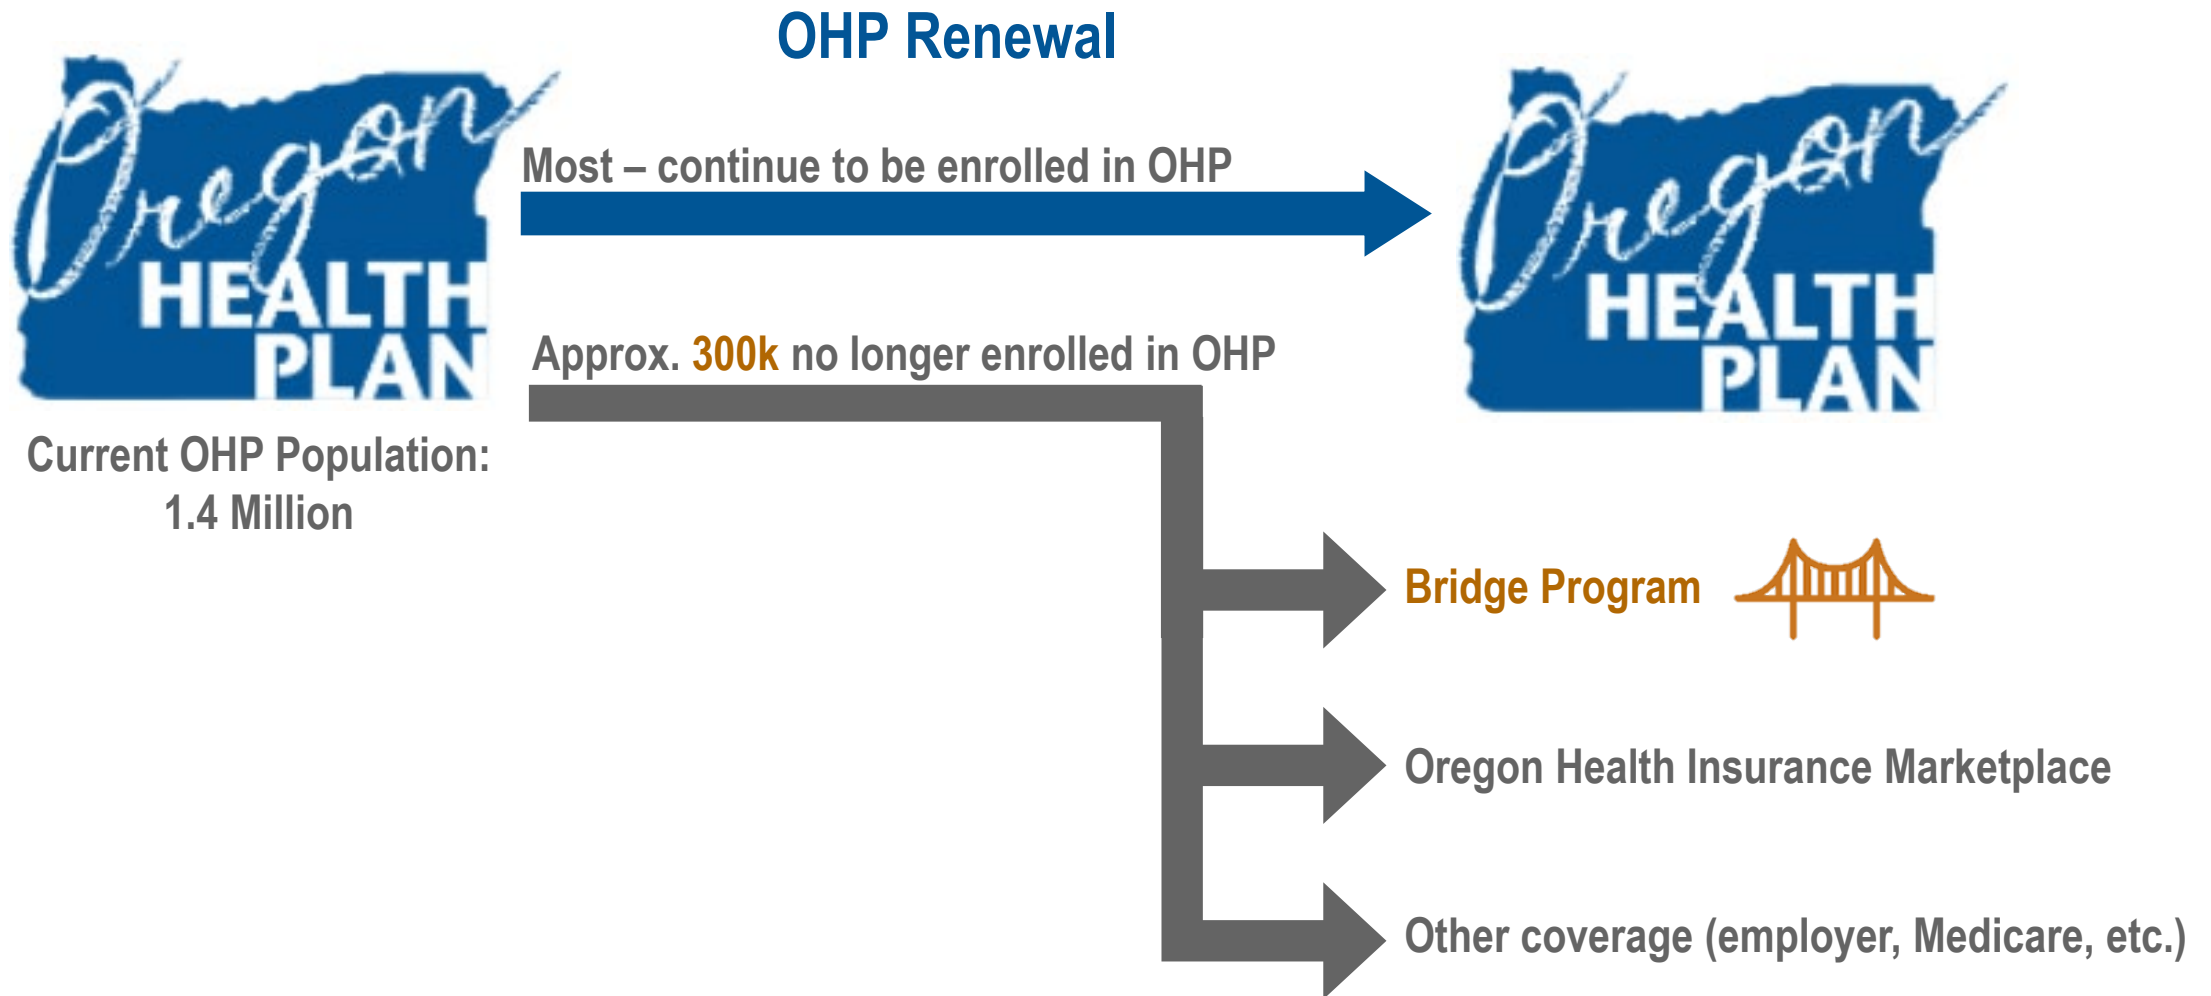 OHP Renewal
Oregon
HEALTH
PLAN
Most – continue to be enrolled in OHP
Oregon
HEALTH
PLAN
Approx. 300k no longer enrolled in OHP
Current OHP Population:
1.4 Million
Bridge Program
Oregon Health Insurance Marketplace
Other coverage (employer, Medicare, etc.)